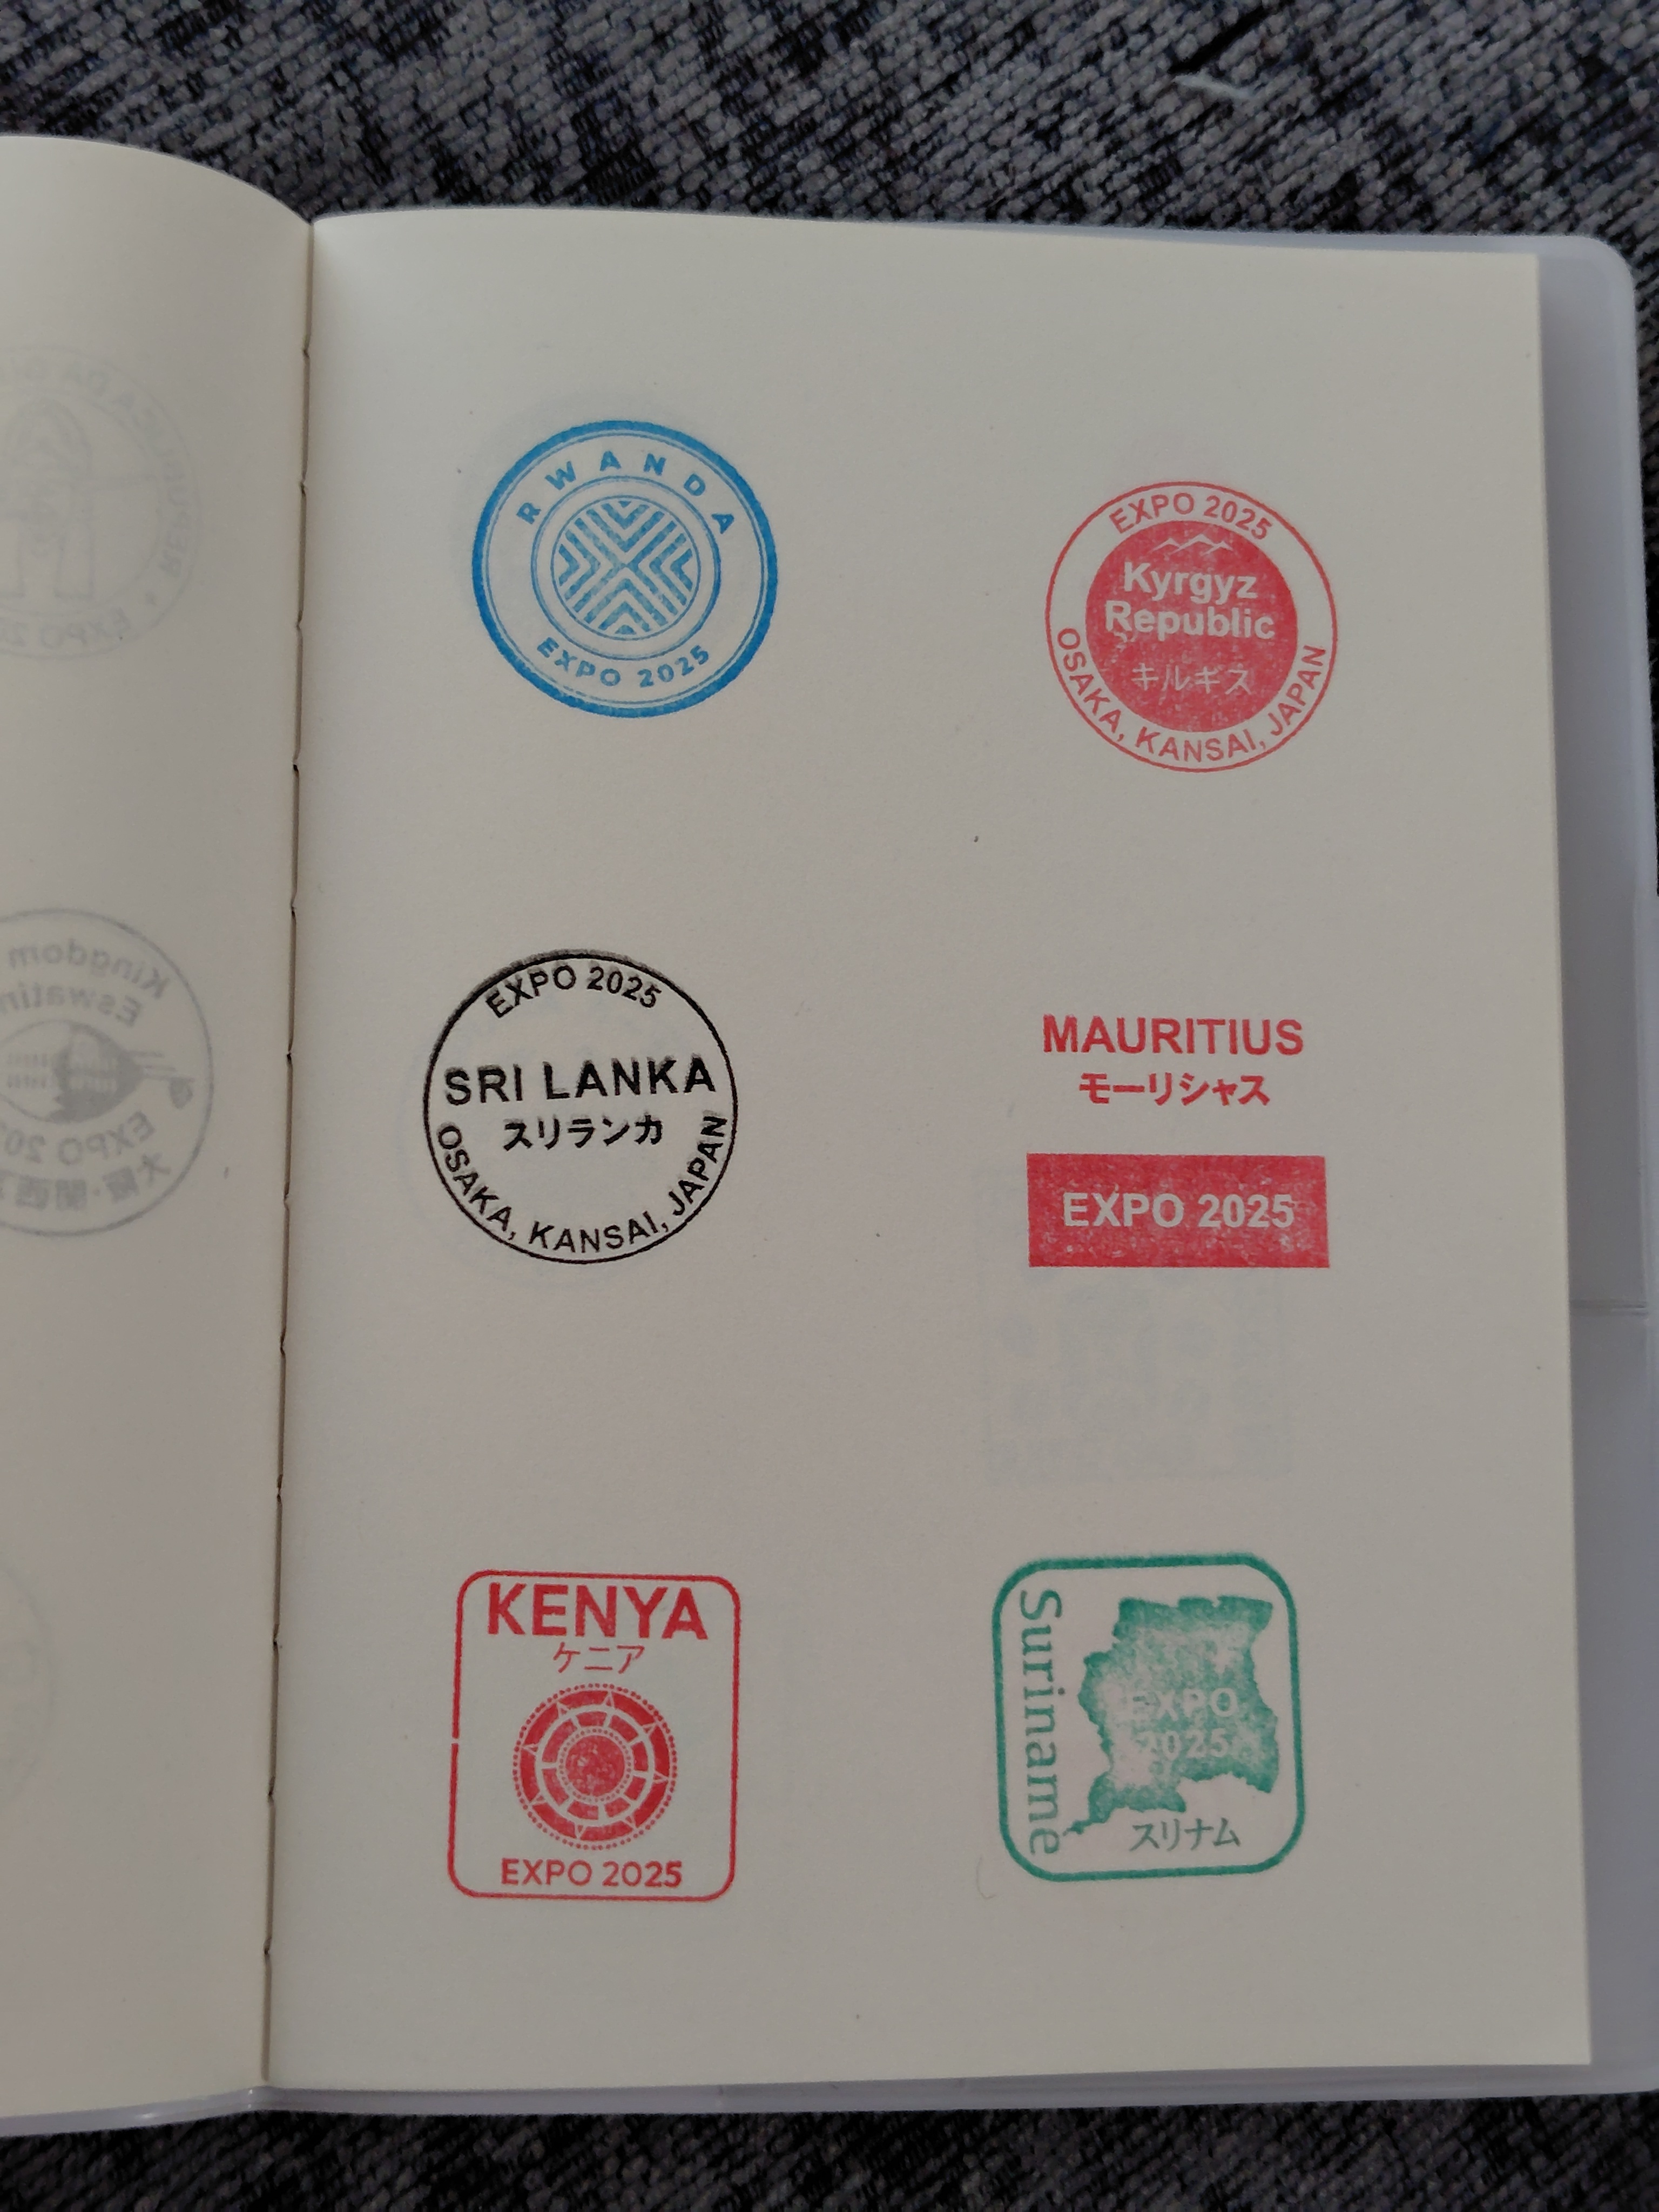 RWANDA
EXPO 2025
EXPO 2025
Kyrgyz
Republic
キルギス
OSAKA, KANSAI, JAPAN
EXPO 2025
SRI LANKA
スリランカ
OSAKA, KANSAI, JAPAN
MAURITIUS
モーリシャス
EXPO 2025
KENYA
ケニア
EXPO 2025
Suriname
EXPO
2025
スリナム
Kingdom